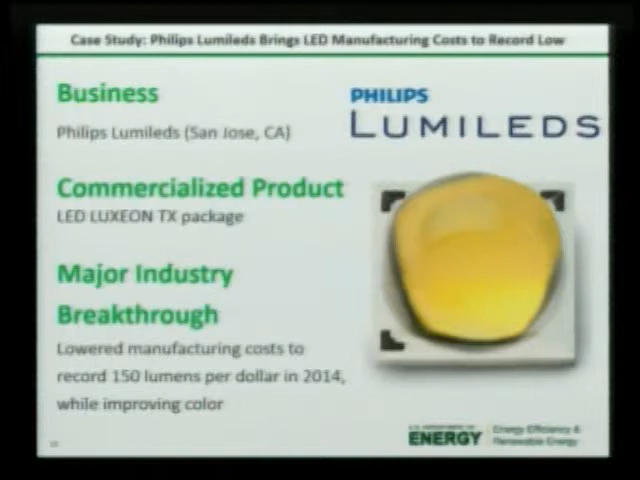 Case Study: Philips Lumileds Brings LED Manufacturing Costs to Record Low
Business
Philips Lumileds (San Jose, CA)
PHILIPS
LUMILEDS
Commercialized Product
LED LUXEON TX package
Major Industry
Breakthrough
Lowered manufacturing costs to
record 150 lumens per dollar in 2014,
while improving color
U.S. DEPARTMENT OF
ENERGY
Energy Efficiency &
Renewable Energy